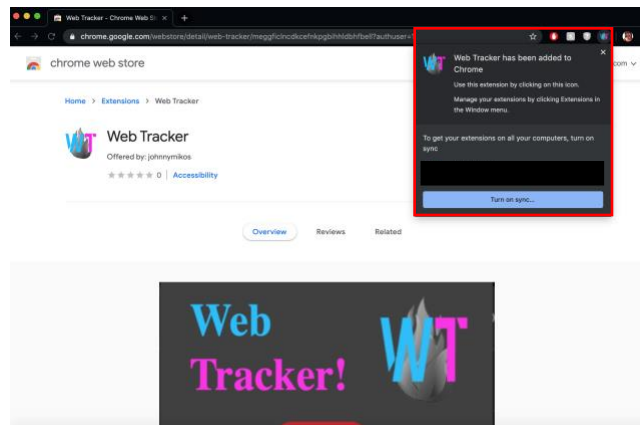 Web Tracker - Chrome Web St
chrome.google.com/webstore/detail/web-tracker/
chrome web store
com
Home > Extensions > Web Tracker
WT
Web Tracker
Offered by: johnnymikos
0 | Accessibility
Overview Reviews Related
Web Tracker has been added to
Chrome
Use this extension by clicking on this icon.
Manage your extensions by clicking Extensions in
the Window menu.
To get your extensions on all your computers, turn on
sync
Turn on sync...
Web
Tracker!
WT